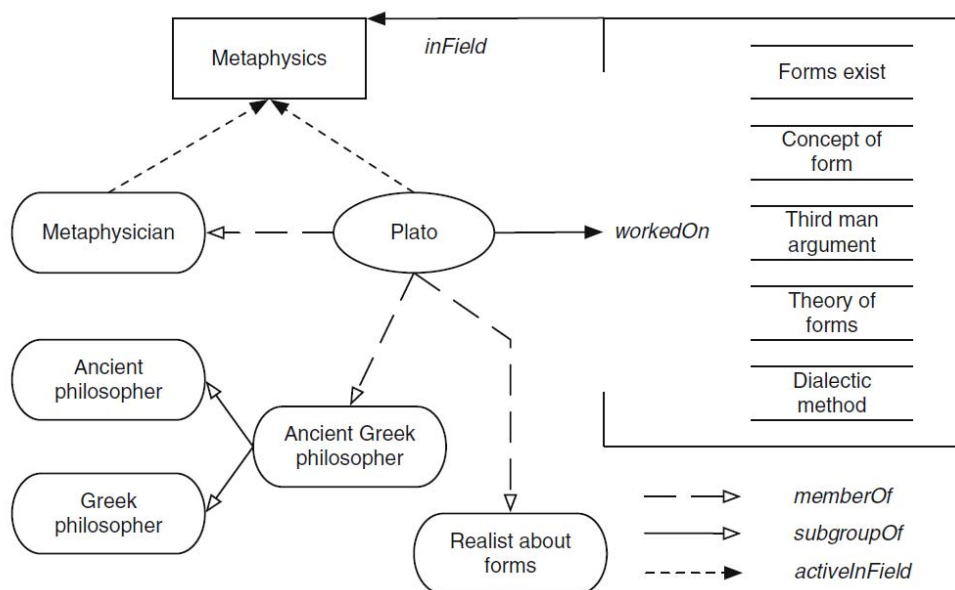 Metaphysics
inField
Forms exist
Concept of
form
Metaphysician
Plato
workedOn
Third man
argument
Theory of
forms
Ancient
philosopher
Dialectic
method
Ancient Greek
philosopher
Greek
philosopher
Realist about
forms
memberOf
subgroupOf
activeInField